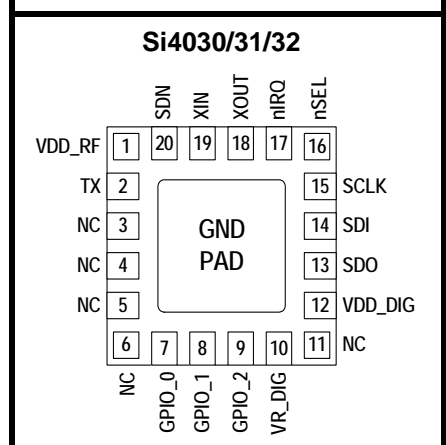 Si4030/31/32
SDN
XIN
XOUT
nIRQ
nSEL
VDD_RF 1 20 19 18 17 16
TX 2 15 SCLK
NC 3 GND 14 SDI
NC 4 PAD 13 SDO
NC 5 12 VDD_DIG
6 7 8 9 10 11 NC
NC
GPIO_0
GPIO_1
GPIO_2
VR_DIG